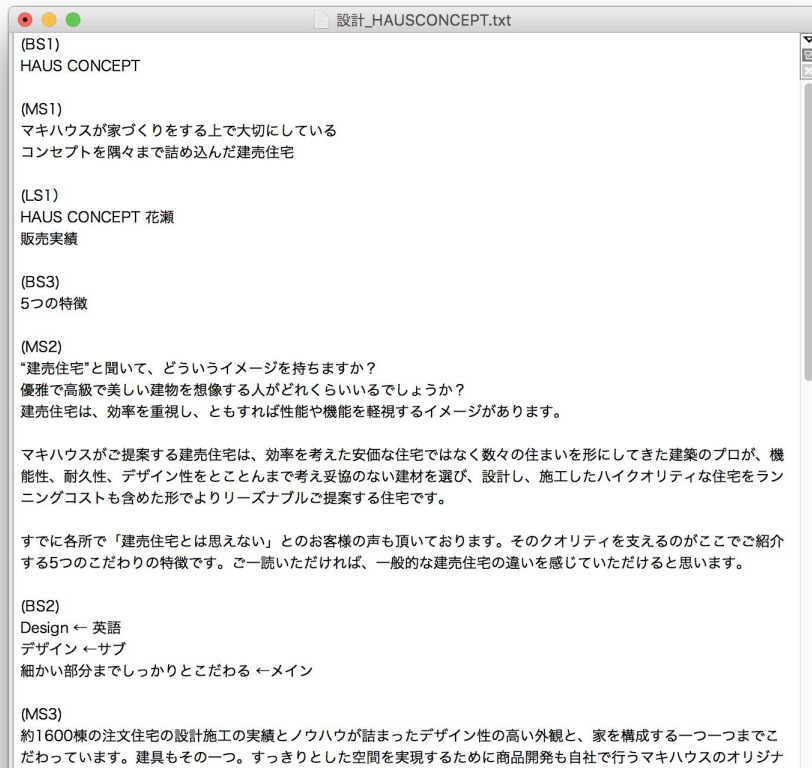 設計_HAUSCONCEPT.txt
(BS1)
HAUS CONCEPT
(MS1)
マキハウスが家づくりをする上で大切にしている
コンセプトを隅々まで詰め込んだ建売住宅
(LS1）
HAUS CONCEPT 花瀬
販売実績
(BS3)
5つの特徴
(MS2)
“建売住宅”と聞いて、どういうイメージを持ちますか？
優雅で高級で美しい建物を想像する人がどれくらいいるでしょうか？
建売住宅は、効率を重視し、ともすれば性能や機能を軽視するイメージがあります。
マキハウスがご提案する建売住宅は、効率を考えた安価な住宅ではなく数々の住まいを形にしてきた建築のプロが、機
能性、耐久性、デザイン性をとことんまで考え妥協のない建材を選び、設計し、施工したハイクオリティな住宅をラン
ニングコストも含めた形でよりリーズナブルご提案する住宅です。
すでに各所で「建売住宅とは思えない」とのお客様の声も頂いております。そのクオリティを支えるのがここでご紹介
する5つのこだわりの特徴です。ご一読いただければ、一般的な建売住宅の違いを感じていただけると思います。
(BS2)
Design ← 英語
デザイン ←サブ
細かい部分までしっかりとこだわる ←メイン
(MS3)
約1600棟の注文住宅の設計施工の実績とノウハウが詰まったデザイン性の高い外観と、家を構成する一つ一つまでこ
だわっています。建具もその一つ。すっきりとした空間を実現するために商品開発も自社で行うマキハウスのオリジナ